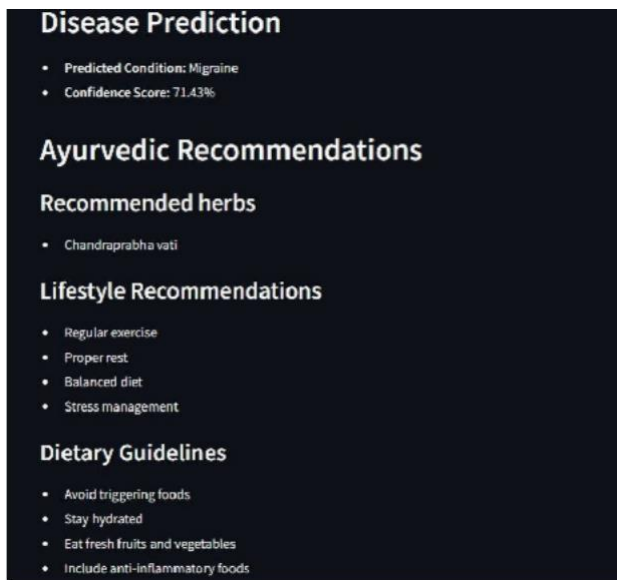 Disease Prediction
• Predicted Condition: Migraine
• Confidence Score: 71.43%
Ayurvedic Recommendations
Recommended herbs
• Chandraprabha vati
Lifestyle Recommendations
• Regular exercise
• Proper rest
• Balanced diet
• Stress management
Dietary Guidelines
• Avoid triggering foods
• Stay hydrated
• Eat fresh fruits and vegetables
• Include anti-inflammatory foods